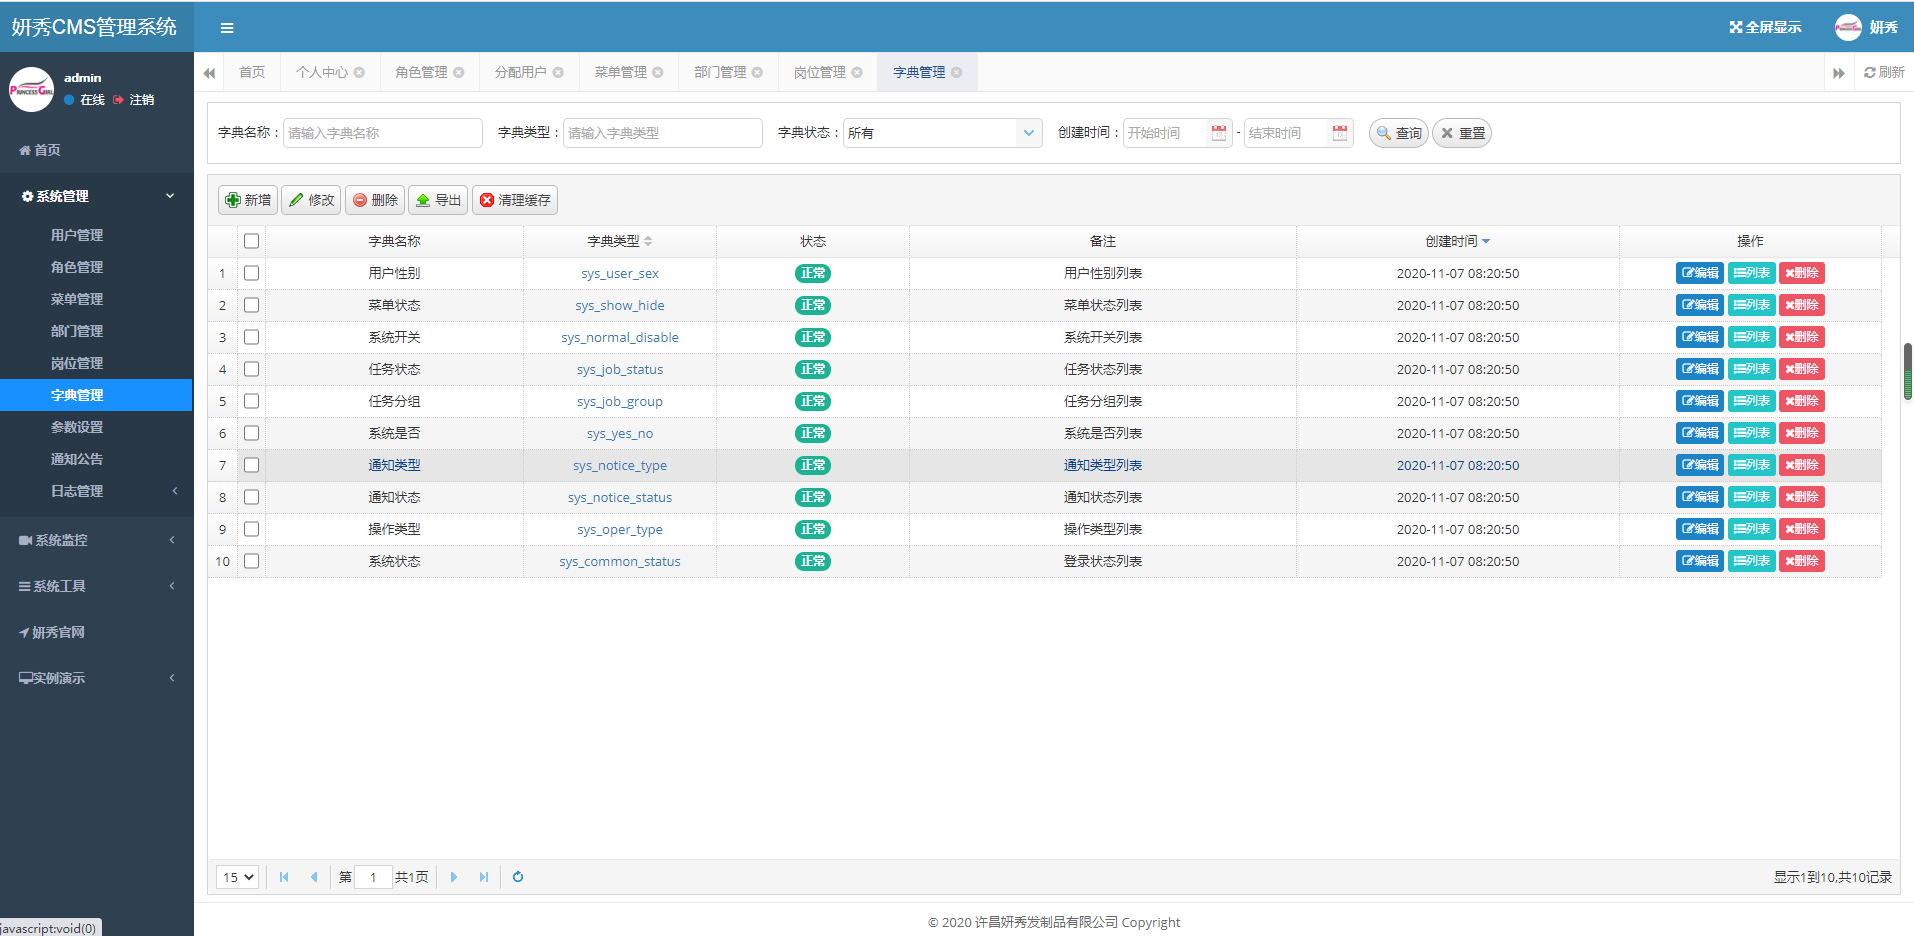 妍秀CMS管理系统
全屏显示
妍秀
admin
在线 注销
首页 个人中心 角色管理 分配用户 菜单管理 部门管理 岗位管理 字典管理 刷新
首页
系统管理
用户管理
角色管理
菜单管理
部门管理
岗位管理
字典管理
参数设置
通知公告
日志管理
系统监控
系统工具
妍秀官网
实例演示
字典名称： 请输入字典名称 字典类型： 请输入字典类型 字典状态： 所有 创建时间： 开始时间 - 结束时间 查询 重置
新增 修改 删除 导出 清理缓存
字典名称 字典类型 状态 备注 创建时间 操作
1 用户性别 sys_user_sex 正常 用户性别列表 2020-11-07 08:20:50 编辑 列表 删除
2 菜单状态 sys_show_hide 正常 菜单状态列表 2020-11-07 08:20:50 编辑 列表 删除
3 系统开关 sys_normal_disable 正常 系统开关列表 2020-11-07 08:20:50 编辑 列表 删除
4 任务状态 sys_job_status 正常 任务状态列表 2020-11-07 08:20:50 编辑 列表 删除
5 任务分组 sys_job_group 正常 任务分组列表 2020-11-07 08:20:50 编辑 列表 删除
6 系统是否 sys_yes_no 正常 系统是否列表 2020-11-07 08:20:50 编辑 列表 删除
7 通知类型 sys_notice_type 正常 通知类型列表 2020-11-07 08:20:50 编辑 列表 删除
8 通知状态 sys_notice_status 正常 通知状态列表 2020-11-07 08:20:50 编辑 列表 删除
9 操作类型 sys_oper_type 正常 操作类型列表 2020-11-07 08:20:50 编辑 列表 删除
10 系统状态 sys_common_status 正常 登录状态列表 2020-11-07 08:20:50 编辑 列表 删除
15 第 1 共1页
显示1到10,共10记录
© 2020 许昌妍秀发制品有限公司 Copyright
javascript:void(0)
PRINCESS GIRL